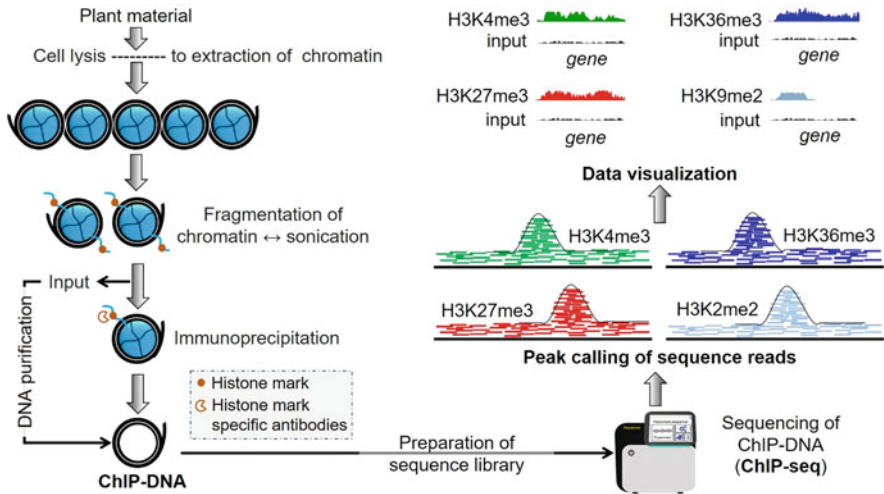 Plant material
Cell lysis ---------- to extraction of chromatin
Fragmentation of
chromatin ↔ sonication
Input
DNA purification
Immunoprecipitation
Histone mark
Histone mark
specific antibodies
ChIP-DNA
Preparation of
sequence library
Sequencing of
ChIP-DNA
(ChIP-seq)
Peak calling of sequence reads
H3K4me3
H3K36me3
H3K27me3
H3K2me2
Data visualization
H3K4me3
input
gene
H3K36me3
input
gene
H3K27me3
input
gene
H3K9me2
input
gene